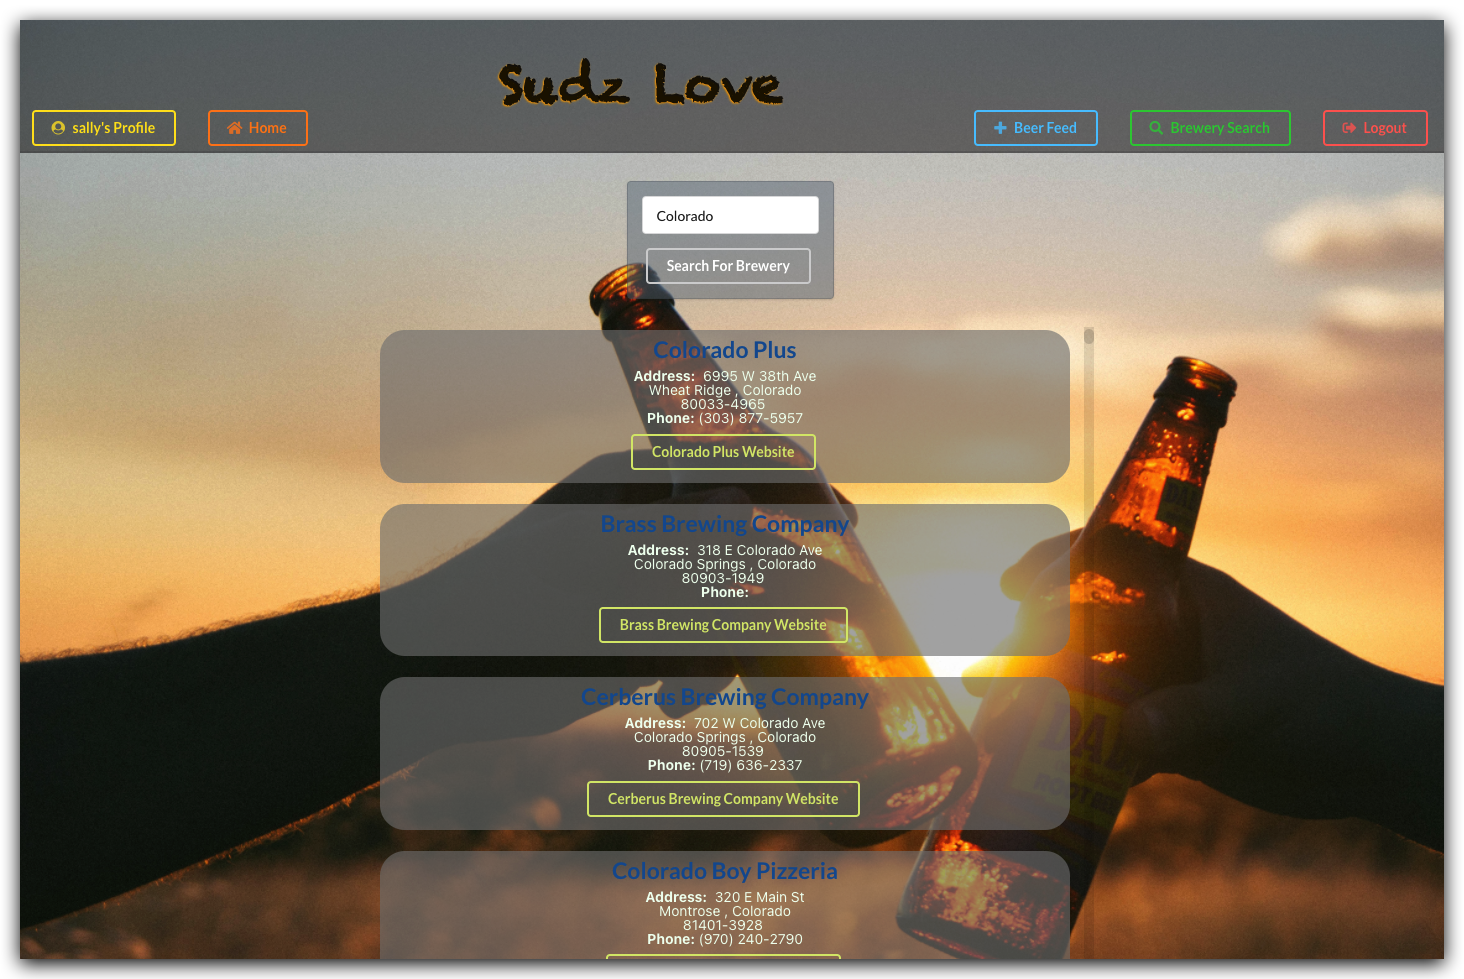 Sudz Love
sally's Profile
Home
Beer Feed
Brewery Search
Logout
Colorado
Search For Brewery
Colorado Plus
Address: 6995 W 38th Ave
Wheat Ridge , Colorado
80033-4965
Phone: (303) 877-5957
Colorado Plus Website
Brass Brewing Company
Address: 318 E Colorado Ave
Colorado Springs , Colorado
80903-1949
Phone:
Brass Brewing Company Website
Cerberus Brewing Company
Address: 702 W Colorado Ave
Colorado Springs , Colorado
80905-1539
Phone: (719) 636-2337
Cerberus Brewing Company Website
Colorado Boy Pizzeria
Address: 320 E Main St
Montrose , Colorado
81401-3928
Phone: (970) 240-2790